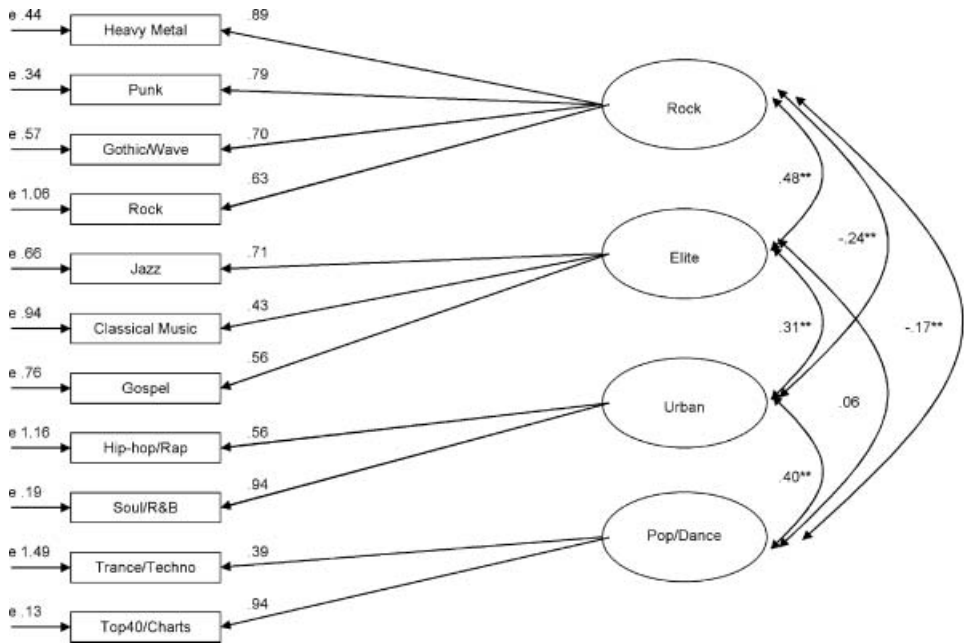 e .44
Heavy Metal
.89
e .34
Punk
.79
e .57
Gothic/Wave
.70
e 1.06
Rock
.63
e .66
Jazz
.71
e .94
Classical Music
.43
e .76
Gospel
.56
e 1.16
Hip-hop/Rap
.56
e .19
Soul/R&B
.94
e 1.49
Trance/Techno
.39
e .13
Top40/Charts
.94
Rock
Elite
Urban
Pop/Dance
.48**
-.24**
.31**
-.17**
.06
.40**